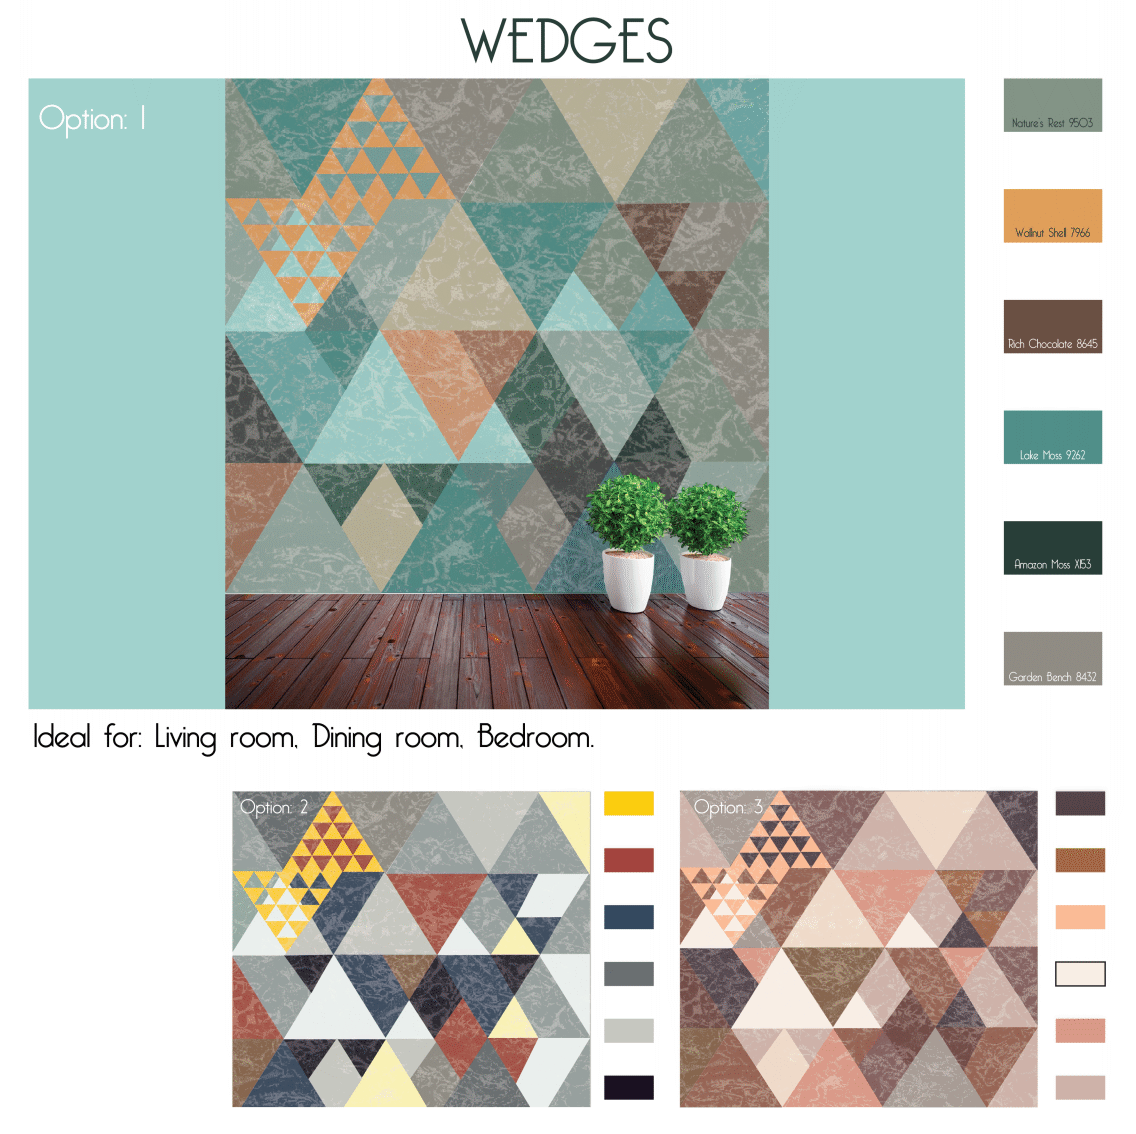 WEDGES
Option: 1
Nature's Rest 9503
Wallnut Shell 7966
Rich Chocolate 8645
Lake Moss 9262
Amazon Moss X153
Garden Bench 8432
Ideal for: Living room, Dining room, Bedroom.
Option: 2
Option: 3